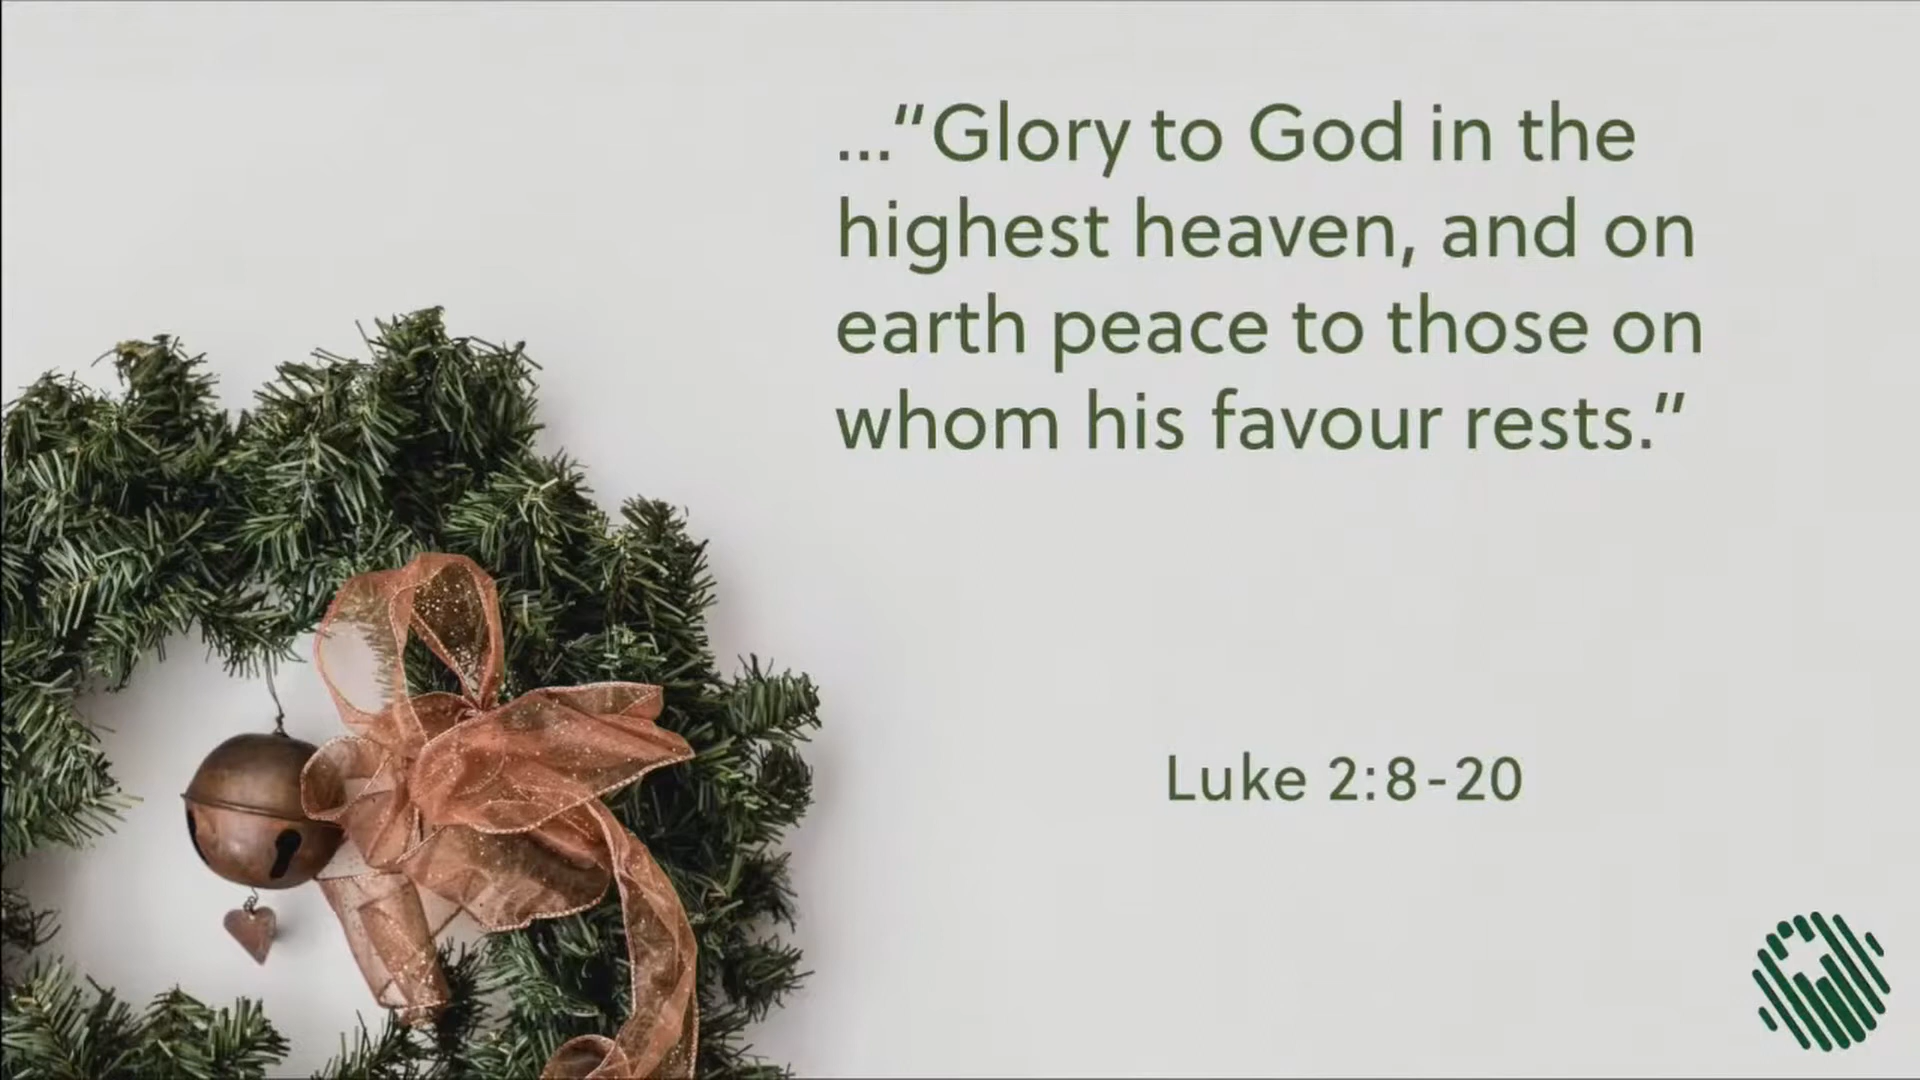 ...“Glory to God in the
highest heaven, and on
earth peace to those on
whom his favour rests.”
Luke 2:8-20